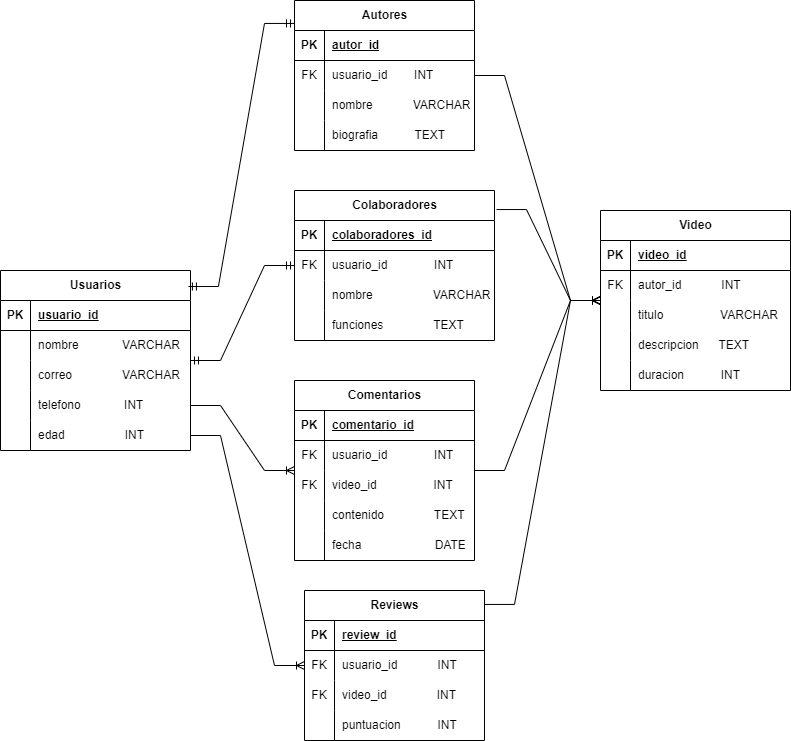 Autores
PK autor_id
FK usuario_id INT
nombre VARCHAR
biografia TEXT
Colaboradores
PK colaboradores_id
FK usuario_id INT
nombre VARCHAR
funciones TEXT
Video
PK video_id
FK autor_id INT
titulo VARCHAR
descripcion TEXT
duracion INT
Usuarios
PK usuario_id
nombre VARCHAR
correo VARCHAR
telefono INT
edad INT
Comentarios
PK comentario_id
FK usuario_id INT
FK video_id INT
contenido TEXT
fecha DATE
Reviews
PK review_id
FK usuario_id INT
FK video_id INT
puntuacion INT